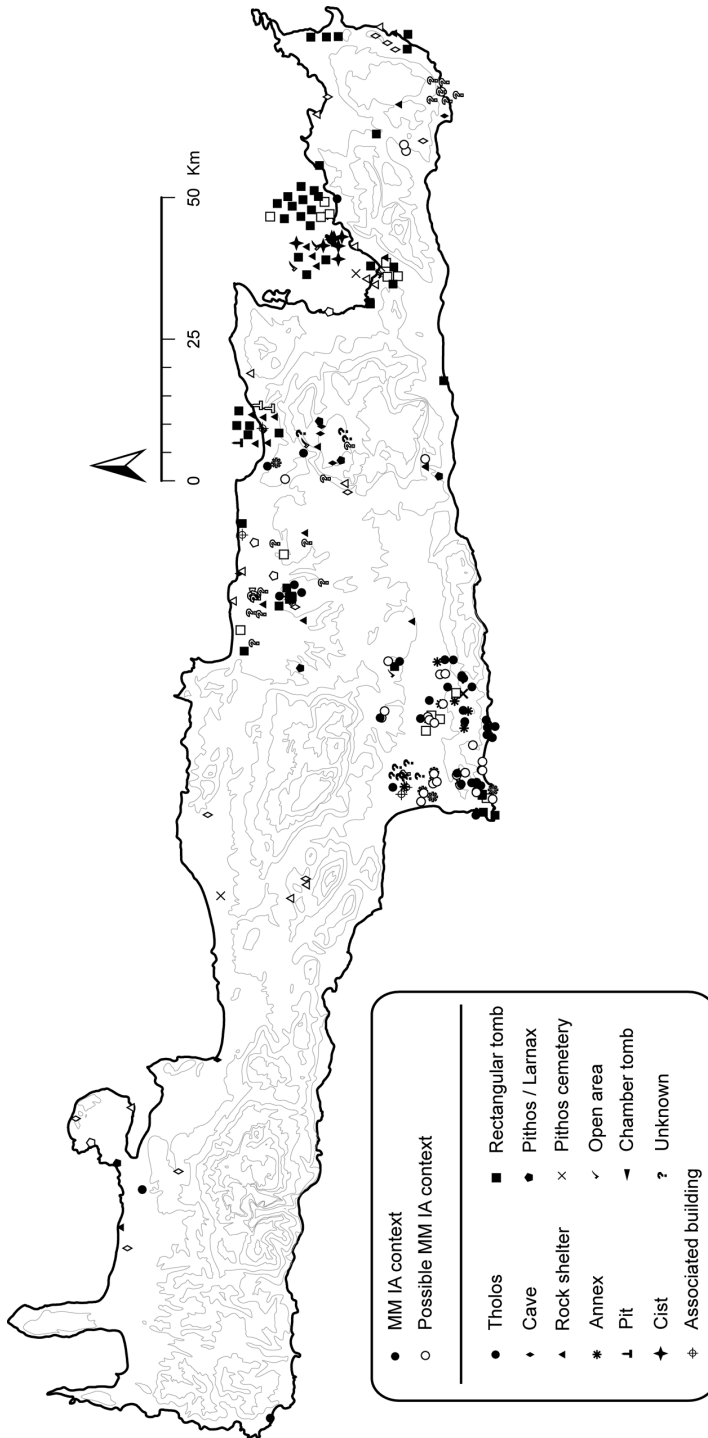 0 25 50 Km
MM IA context
Possible MM IA context
Tholos
Cave
Rock shelter
Annex
Pit
Cist
Associated building
Rectangular tomb
Pithos / Larnax
Pithos cemetery
Open area
Chamber tomb
? Unknown